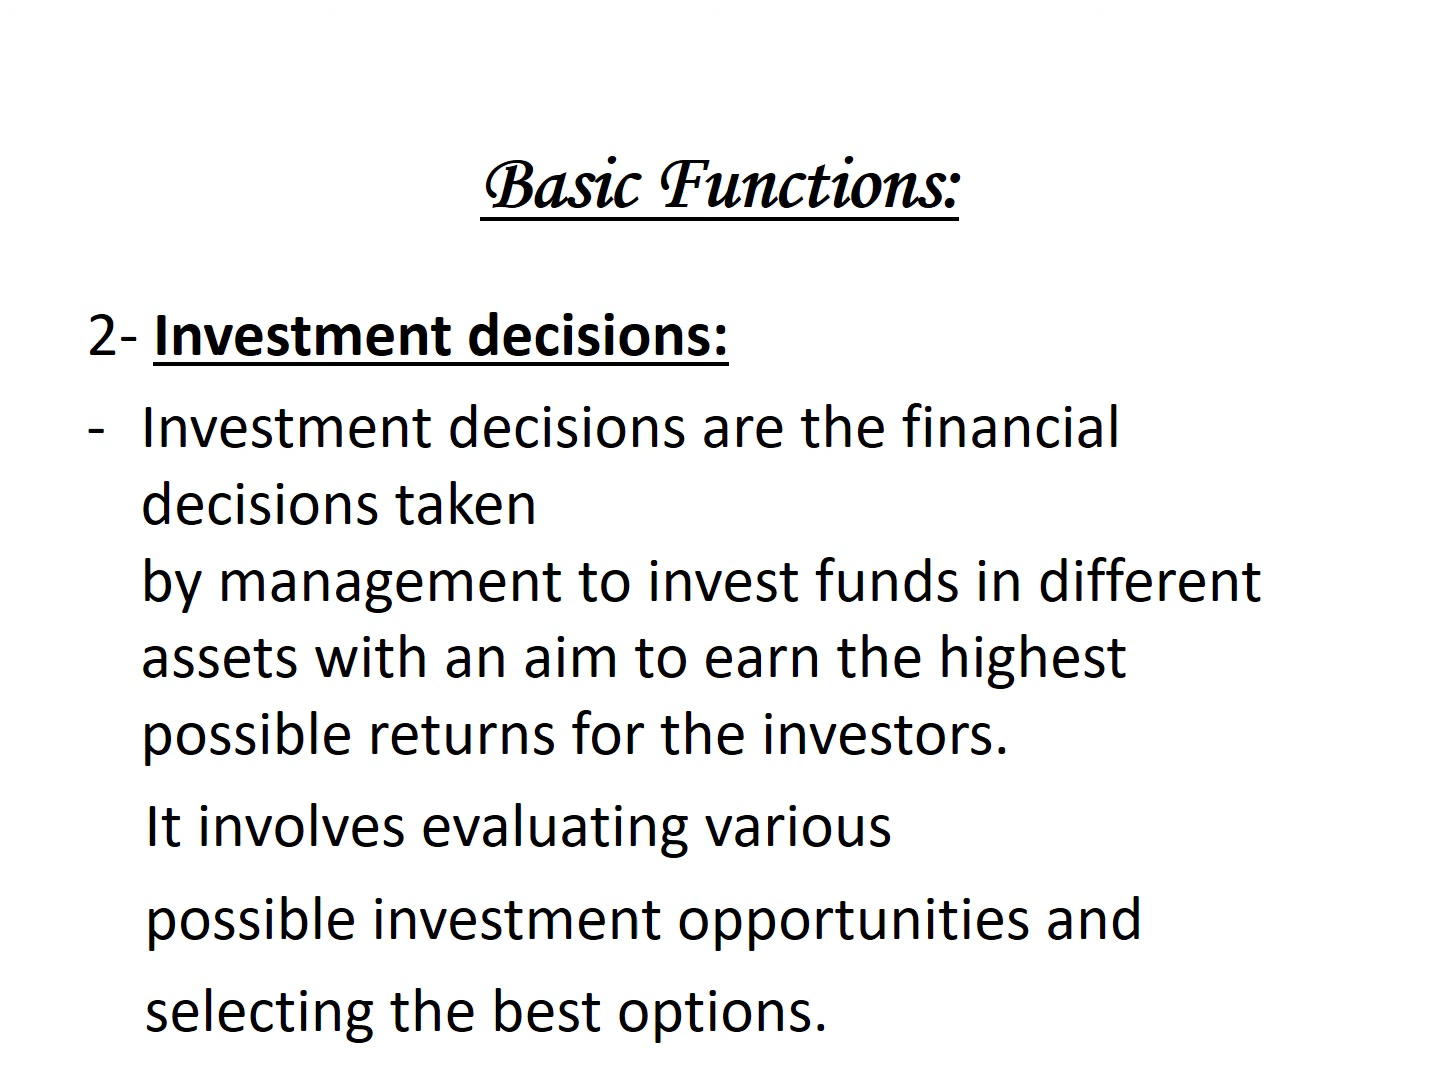 Basic Functions:
2- Investment decisions:
- Investment decisions are the financial
decisions taken
by management to invest funds in different
assets with an aim to earn the highest
possible returns for the investors.
It involves evaluating various
possible investment opportunities and
selecting the best options.